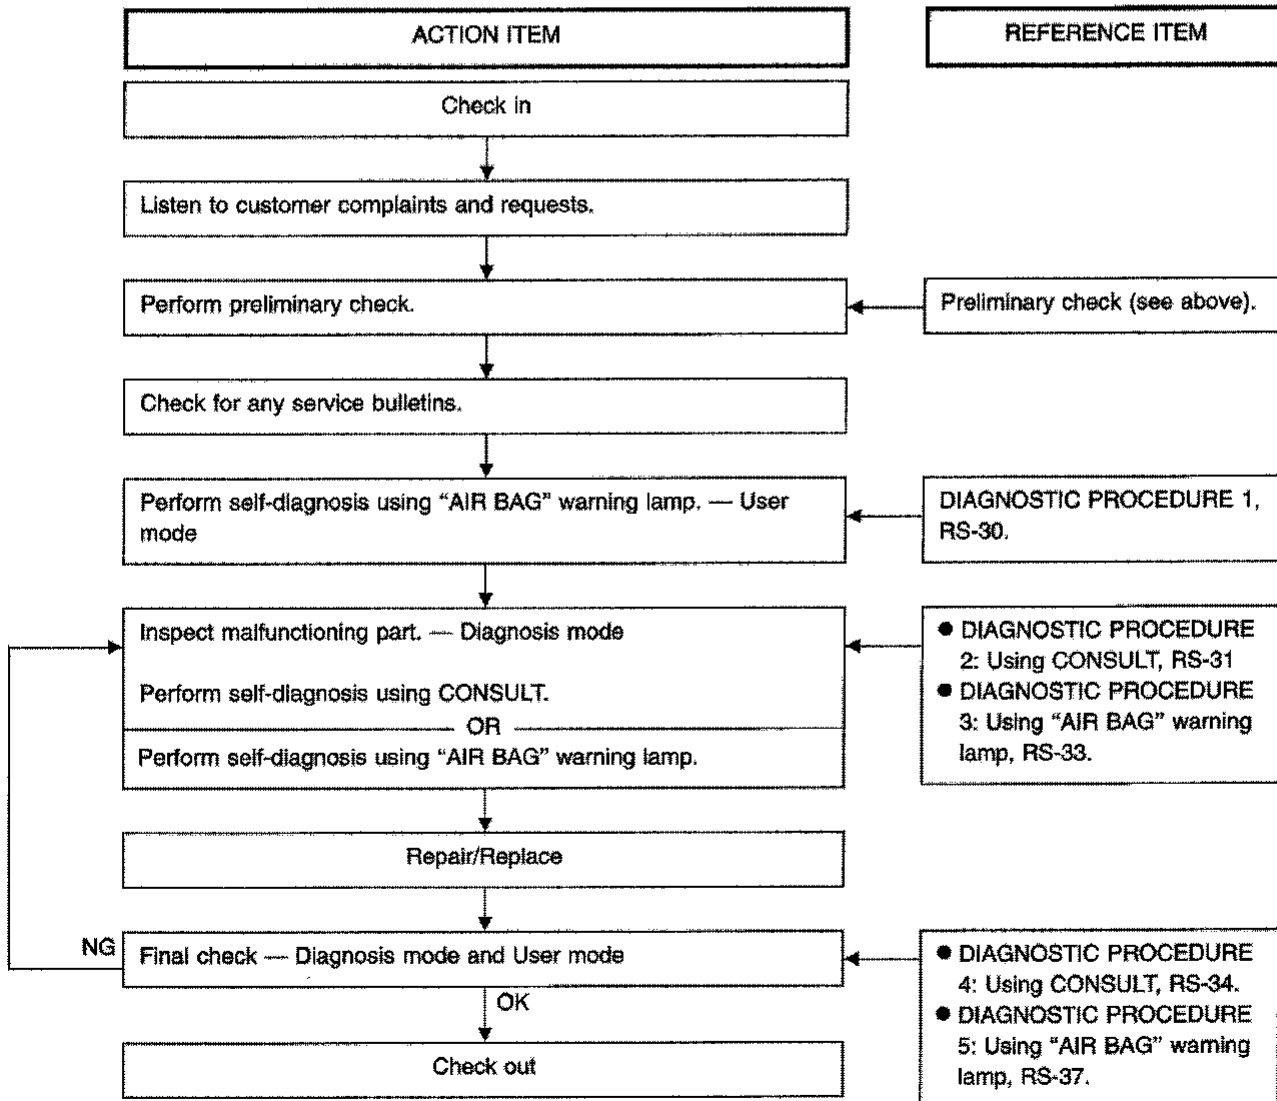 ACTION ITEM
REFERENCE ITEM
Check in
Listen to customer complaints and requests.
Perform preliminary check.
Preliminary check (see above).
Check for any service bulletins.
Perform self-diagnosis using “AIR BAG” warning lamp. — User
mode
DIAGNOSTIC PROCEDURE 1,
RS-30.
Inspect malfunctioning part. — Diagnosis mode
Perform self-diagnosis using CONSULT.
OR
Perform self-diagnosis using “AIR BAG” warning lamp.
● DIAGNOSTIC PROCEDURE
2: Using CONSULT, RS-31
● DIAGNOSTIC PROCEDURE
3: Using “AIR BAG” warning
lamp, RS-33.
Repair/Replace
NG
Final check — Diagnosis mode and User mode
● DIAGNOSTIC PROCEDURE
4: Using CONSULT, RS-34.
● DIAGNOSTIC PROCEDURE
5: Using “AIR BAG” warning
lamp, RS-37.
OK
Check out